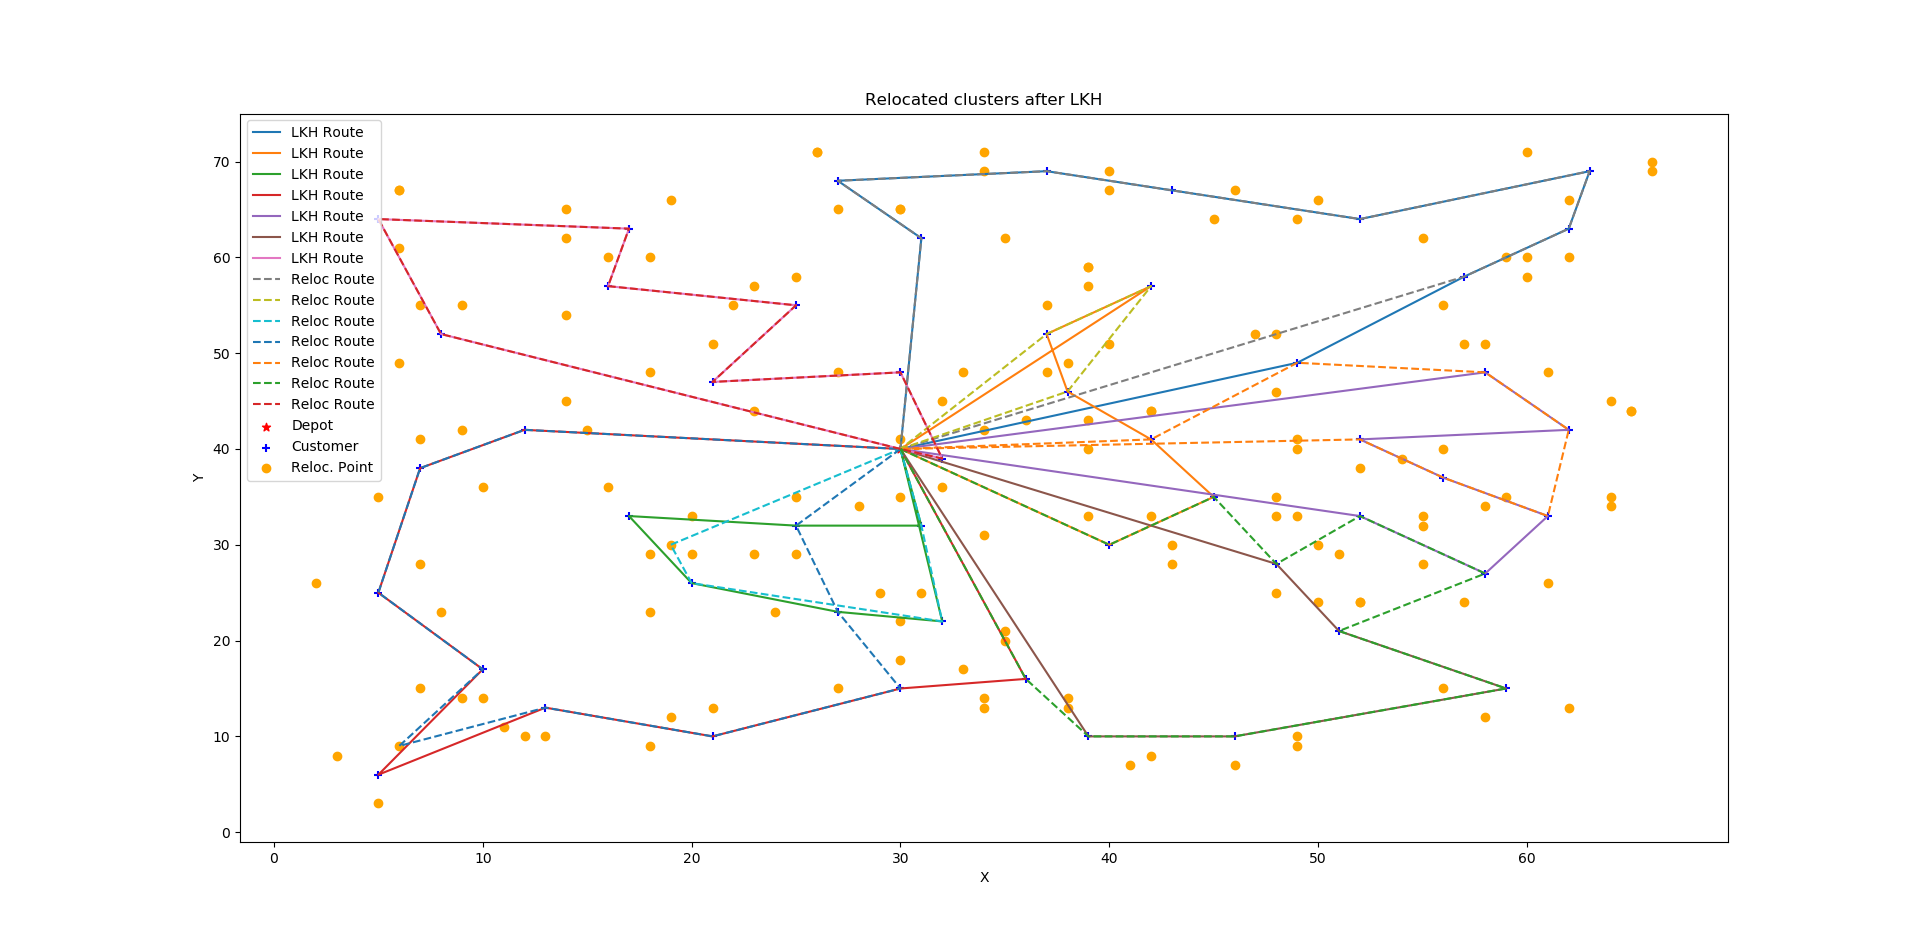 Relocated clusters after LKH
LKH Route
LKH Route
LKH Route
LKH Route
LKH Route
LKH Route
LKH Route
Reloc Route
Reloc Route
Reloc Route
Reloc Route
Reloc Route
Reloc Route
Reloc Route
Depot
Customer
Reloc. Point
70
60
50
40
30
20
10
0
Y
0 10 20 30 40 50 60
X